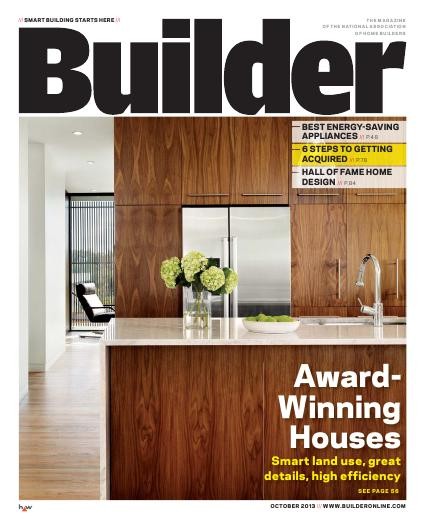 /// SMART BUILDING STARTS HERE ///
THE MAGAZINE
OF THE NATIONAL ASSOCIATION
OF HOME BUILDERS
Builder
BEST ENERGY-SAVING
APPLIANCES /// P.48
6 STEPS TO GETTING
ACQUIRED /// P.78
HALL OF FAME HOME
DESIGN /// P.84
Award-
Winning
Houses
Smart land use, great
details, high efficiency
SEE PAGE 56
OCTOBER 2013 /// WWW.BUILDERONLINE.COM